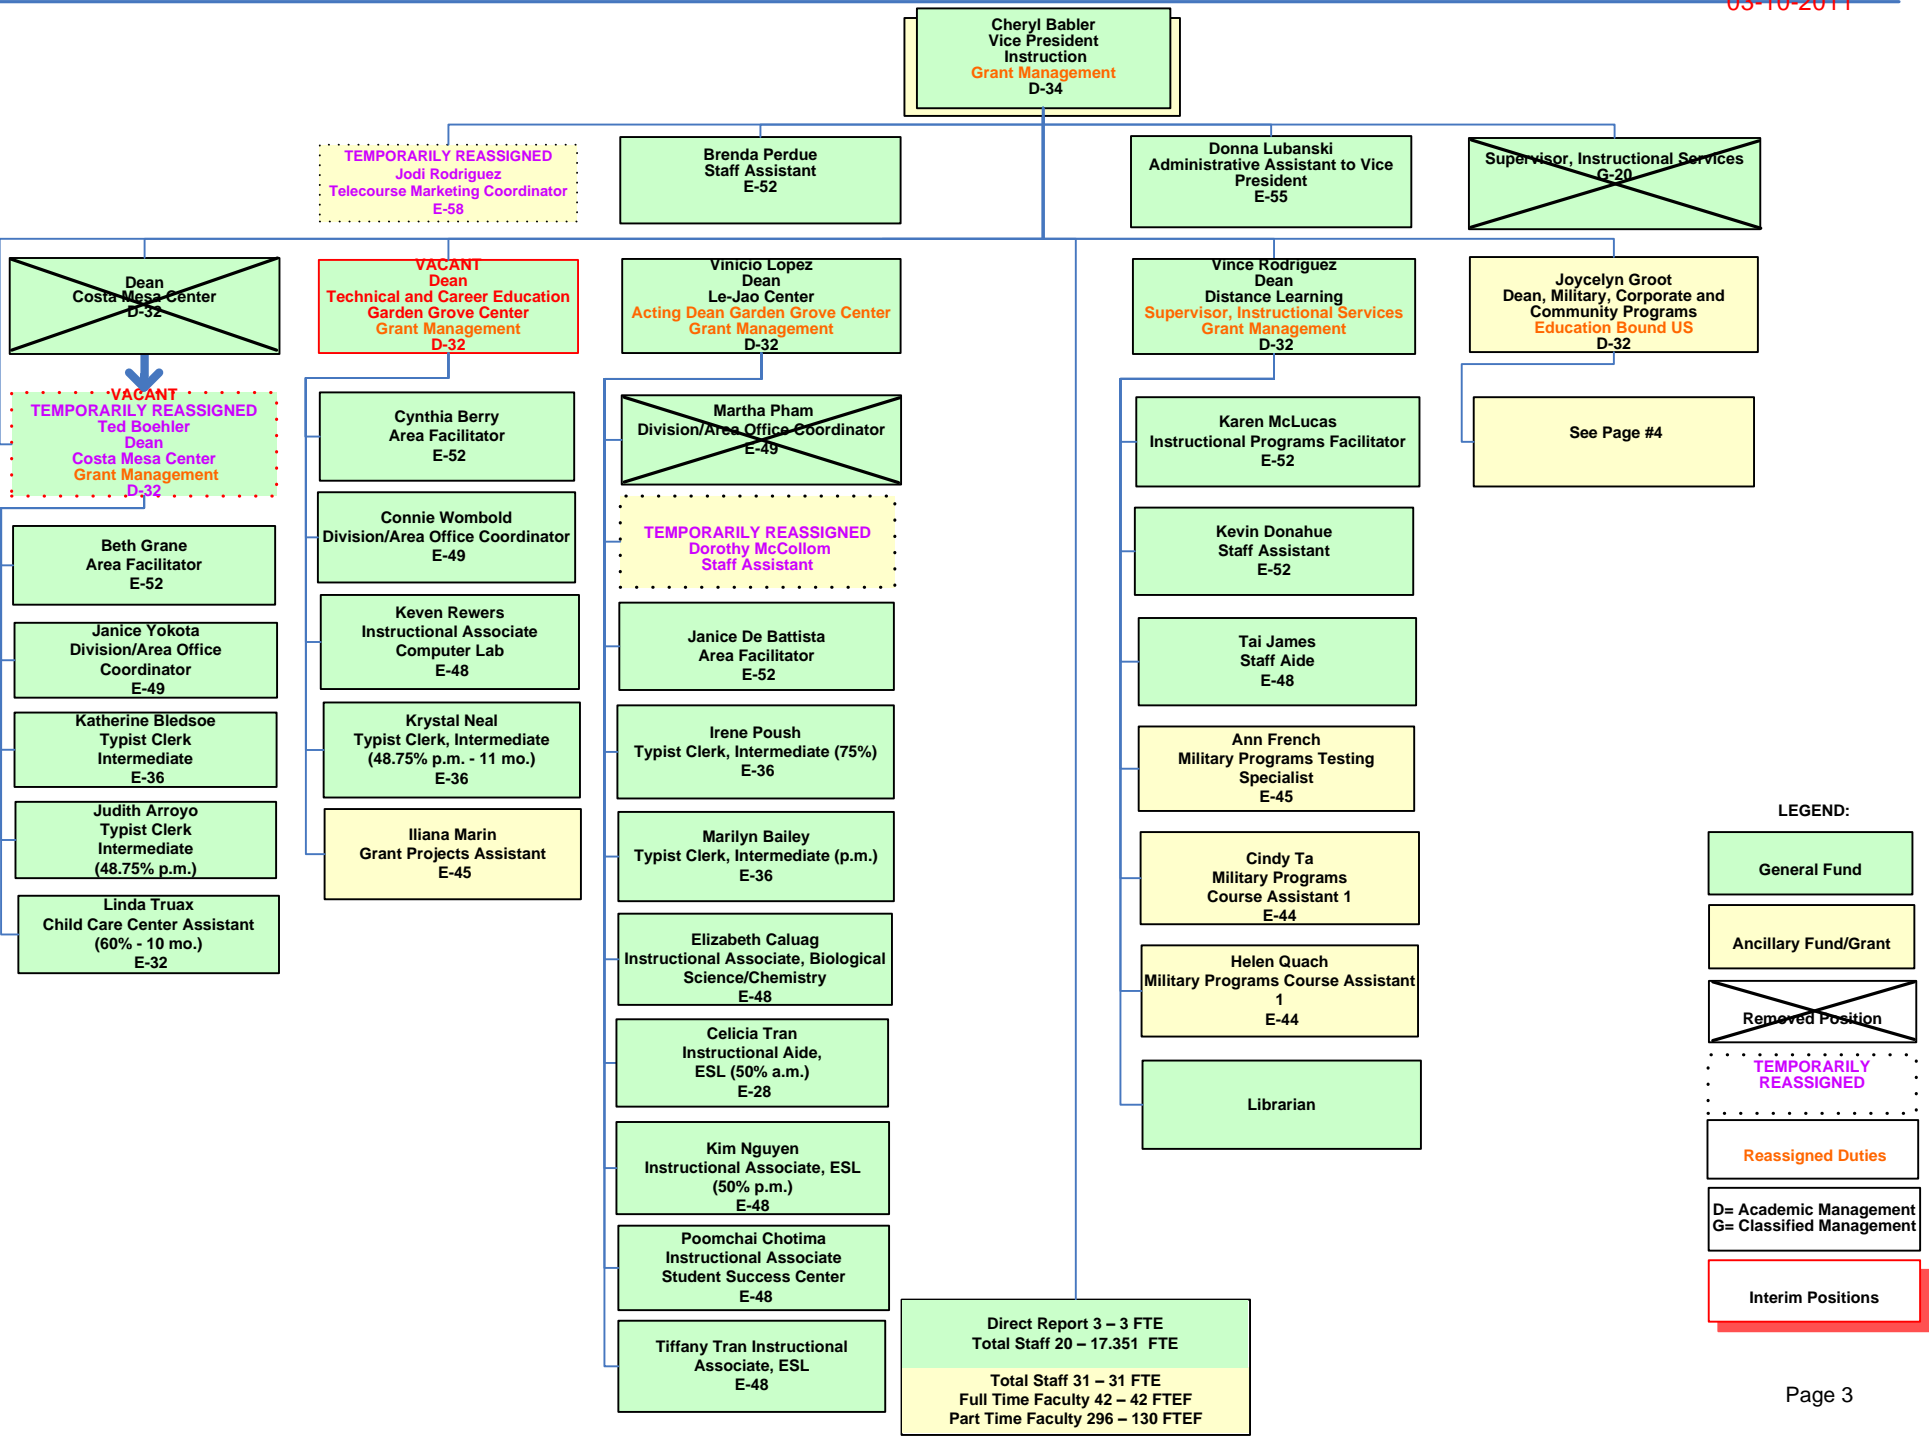 03-10-2011
Cheryl Babler
Vice President
Instruction
Grant Management
D-34
TEMPORARILY REASSIGNED
Jodi Rodriguez
Telecourse Marketing Coordinator
E-58
Brenda Perdue
Staff Assistant
E-52
Donna Lubanski
Administrative Assistant to Vice
President
E-55
Supervisor, Instructional Services
G-20
Dean
Costa Mesa Center
D-32
VACANT
Dean
Technical and Career Education
Garden Grove Center
Grant Management
D-32
Vinicio Lopez
Dean
Le-Jao Center
Acting Dean Garden Grove Center
Grant Management
D-32
Vince Rodriguez
Dean
Distance Learning
Supervisor, Instructional Services
Grant Management
D-32
Joycelyn Groot
Dean, Military, Corporate and
Community Programs
Education Bound US
D-32
VACANT
TEMPORARILY REASSIGNED
Ted Boehler
Dean
Costa Mesa Center
Grant Management
D-32
Beth Grane
Area Facilitator
E-52
Janice Yokota
Division/Area Office
Coordinator
E-49
Katherine Bledsoe
Typist Clerk
Intermediate
E-36
Judith Arroyo
Typist Clerk
Intermediate
(48.75% p.m.)
Linda Truax
Child Care Center Assistant
(60% - 10 mo.)
E-32
Cynthia Berry
Area Facilitator
E-52
Connie Wombold
Division/Area Office Coordinator
E-49
Keven Rewers
Instructional Associate
Computer Lab
E-48
Krystal Neal
Typist Clerk, Intermediate
(48.75% p.m. - 11 mo.)
E-36
Iliana Marin
Grant Projects Assistant
E-45
Martha Pham
Division/Area Office Coordinator
E-49
TEMPORARILY REASSIGNED
Dorothy McCollom
Staff Assistant
Janice De Battista
Area Facilitator
E-52
Irene Poush
Typist Clerk, Intermediate (75%)
E-36
Marilyn Bailey
Typist Clerk, Intermediate (p.m.)
E-36
Elizabeth Caluag
Instructional Associate, Biological
Science/Chemistry
E-48
Celicia Tran
Instructional Aide,
ESL (50% a.m.)
E-28
Kim Nguyen
Instructional Associate, ESL
(50% p.m.)
E-48
Poomchai Chotima
Instructional Associate
Student Success Center
E-48
Tiffany Tran Instructional
Associate, ESL
E-48
Karen McLucas
Instructional Programs Facilitator
E-52
Kevin Donahue
Staff Assistant
E-52
Tai James
Staff Aide
E-48
Ann French
Military Programs Testing
Specialist
E-45
Cindy Ta
Military Programs
Course Assistant 1
E-44
Helen Quach
Military Programs Course Assistant
1
E-44
Librarian
See Page #4
Direct Report 3 – 3 FTE
Total Staff 20 – 17.351 FTE
Total Staff 31 – 31 FTE
Full Time Faculty 42 – 42 FTEF
Part Time Faculty 296 – 130 FTEF
LEGEND:
General Fund
Ancillary Fund/Grant
Removed Position
TEMPORARILY
REASSIGNED
Reassigned Duties
D= Academic Management
G= Classified Management
Interim Positions
Page 3